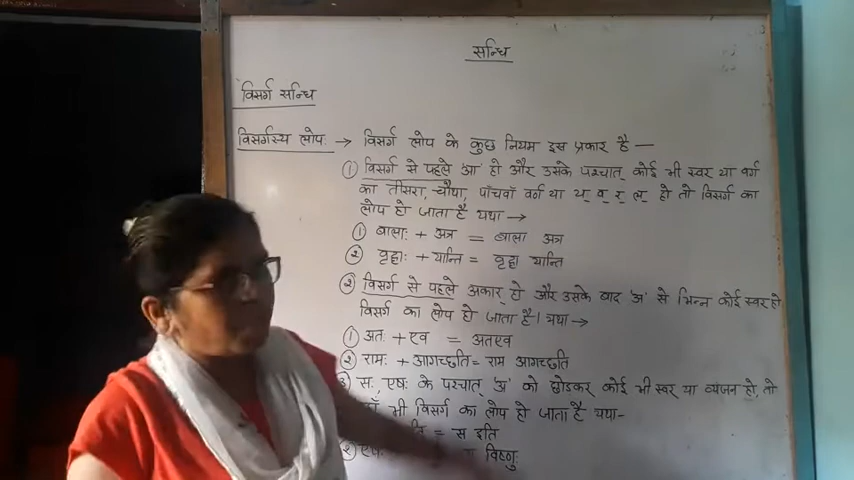 सन्धि
विसर्ग सन्धि
विसर्गस्य लोपः → विसर्ग लोप के कुछ नियम इस प्रकार है —
① विसर्ग से पहले 'आ' हो और उसके पश्चात् कोई भी स्वर या वर्ग
का तीसरा, चौथा, पाँचवाँ वर्ग या य् व् र् ल् हो तो विसर्ग का
लोप हो जाता है यथा →
① बालाः + अत्र = बाला अत्र
② वृद्धाः + यान्ति = वृद्धा यान्ति
② विसर्ग से पहले अकार हो और उसके बाद 'अ' से भिन्न कोई स्वर हो
विसर्ग का लोप हो जाता है। यथा →
① अतः + एव = अतएव
② रामः + आगच्छति = राम आगच्छति
सः, एषः के पश्चात् 'अ' को छोडकर कोई भी स्वर या व्यंजन हो, तो
भी विसर्ग का लोप हो जाता है यथा-
= स इति
विष्णुः